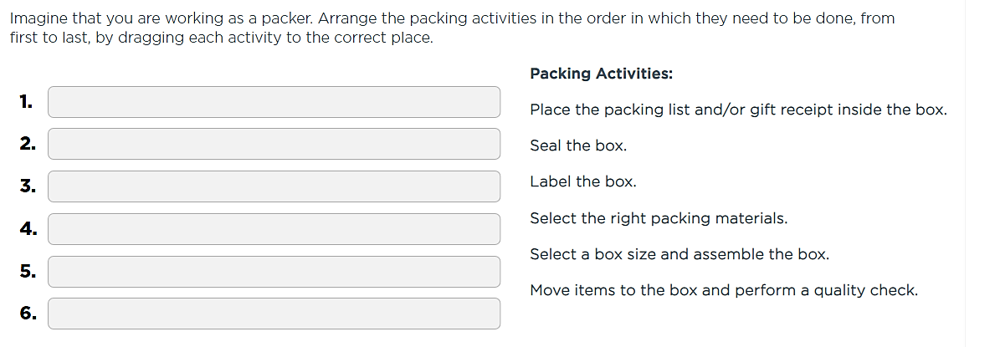 Imagine that you are working as a packer. Arrange the packing activities in the order in which they need to be done, from
first to last, by dragging each activity to the correct place.
Packing Activities:
1.
2.
3.
4.
5.
6.
Place the packing list and/or gift receipt inside the box.
Seal the box.
Label the box.
Select the right packing materials.
Select a box size and assemble the box.
Move items to the box and perform a quality check.